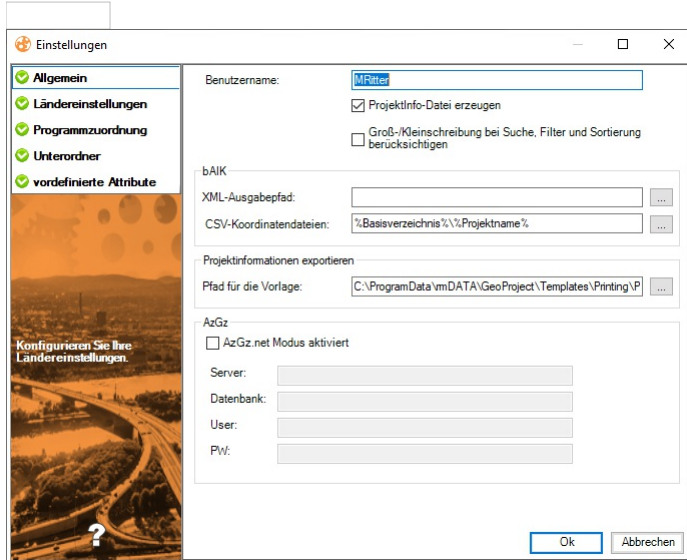 Einstellungen
Allgemein
Ländereinstellungen
Programmzuordnung
Unterordner
vordefinierte Attribute
Konfigurieren Sie Ihre
Ländereinstellungen.
?
Benutzername: MRitter
ProjektInfo-Datei erzeugen
Groß-/Kleinschreibung bei Suche, Filter und Sortierung
berücksichtigen
bAIK
XML-Ausgabepfad: ...
CSV-Koordinatendateien: %Basisverzeichnis%\%Projektname% ...
Projektinformationen exportieren
Pfad für die Vorlage: C:\ProgramData\rmDATA\GeoProject\Templates\Printing\P ...
AzGz
AzGz.net Modus aktiviert
Server:
Datenbank:
User:
PW:
Ok Abbrechen